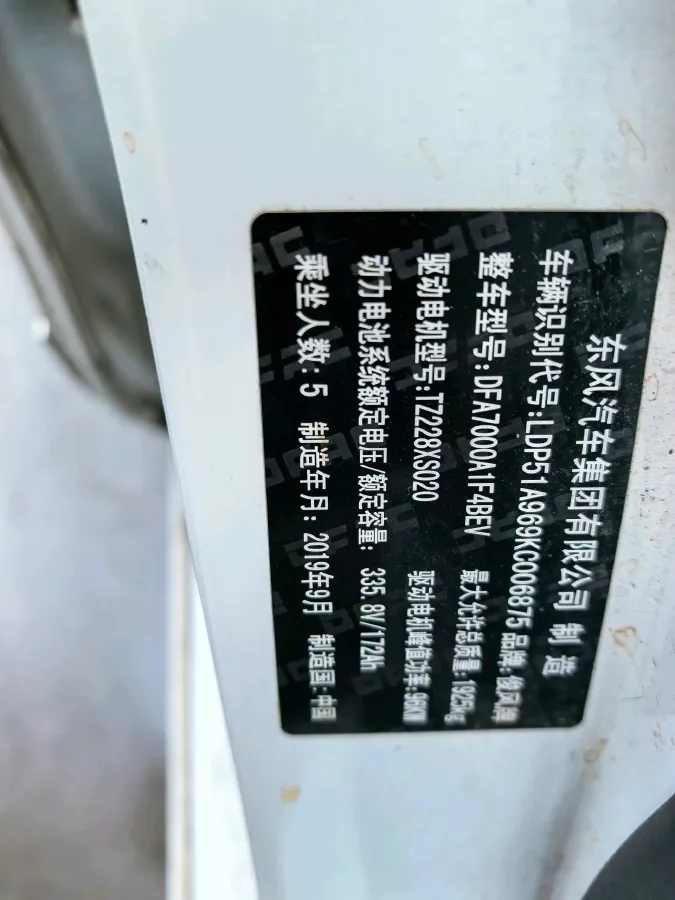 东风汽车集团有限公司 制 造
车辆识别代号:LDP51A969KC006875 品牌:俊风牌
整车型号:DFA7000A1F4BEV 最大允许总质量:1925kg
驱动电机型号:TZ228XS020 驱动电机峰值功率:96KW
动力电池系统额定电压/额定容量: 335.8V/172Ah
乘坐人数: 5 制造年月: 2019年9月 制造国:中国